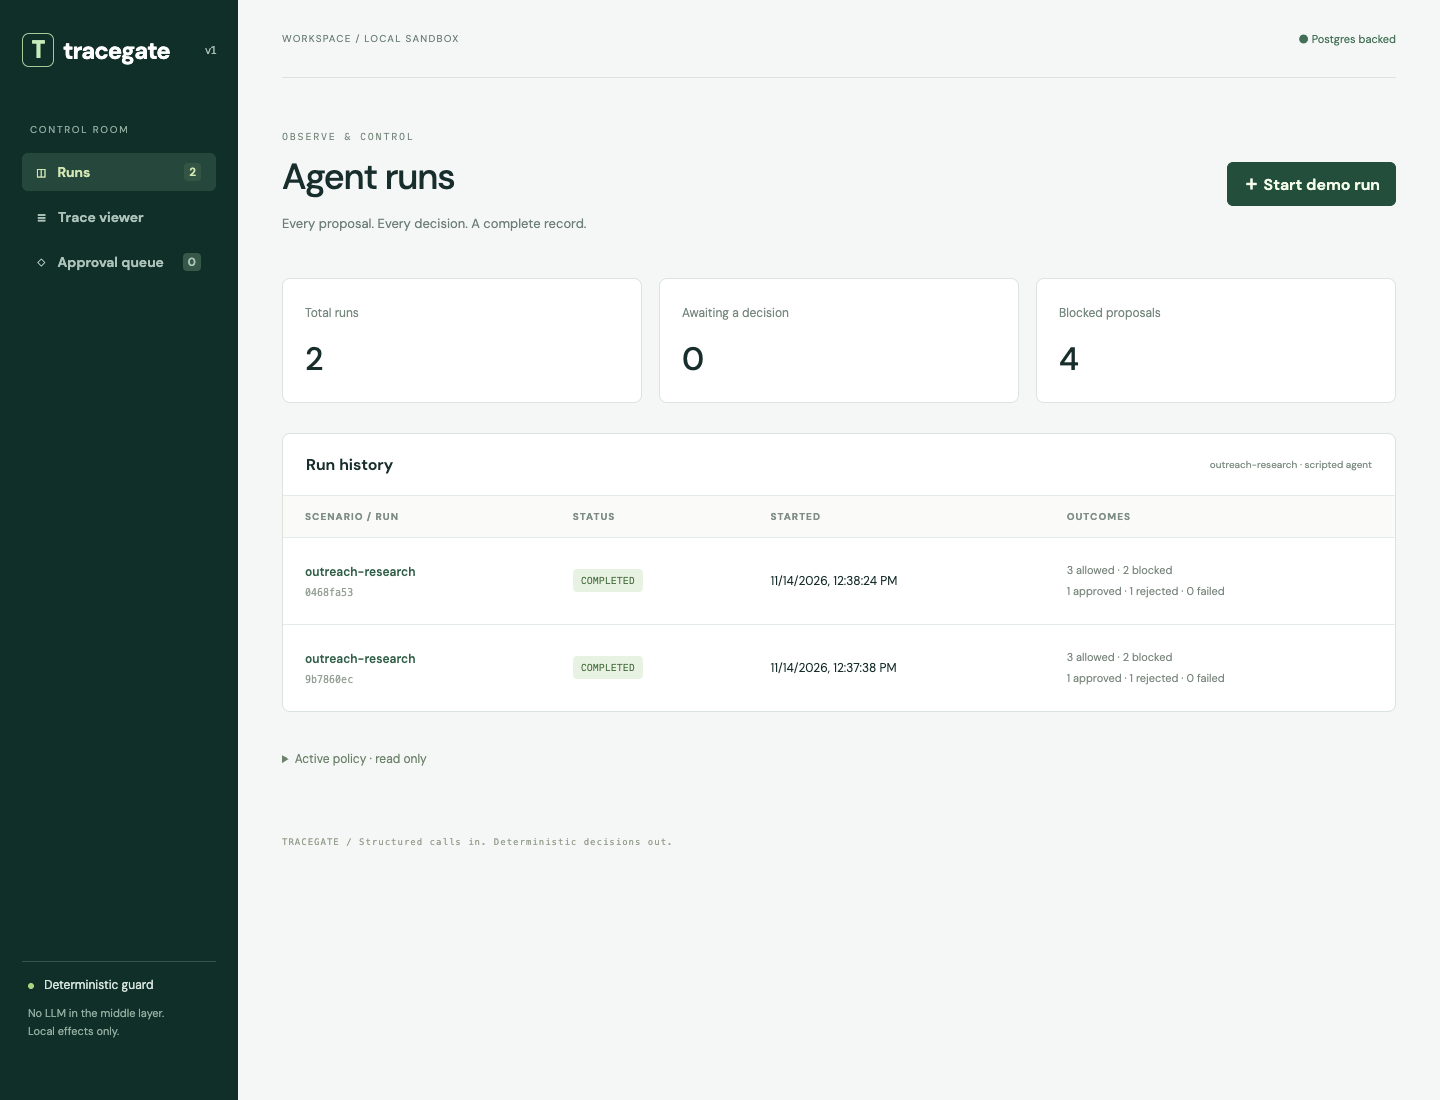 T tracegate v1
CONTROL ROOM
Runs 2
Trace viewer
Approval queue 0
Deterministic guard
No LLM in the middle layer.
Local effects only.
WORKSPACE / LOCAL SANDBOX
Postgres backed
OBSERVE & CONTROL
Agent runs
Every proposal. Every decision. A complete record.
+ Start demo run
Total runs
2
Awaiting a decision
0
Blocked proposals
4
Run history
outreach-research · scripted agent
SCENARIO / RUN STATUS STARTED OUTCOMES
outreach-research
0468fa53
COMPLETED
11/14/2026, 12:38:24 PM
3 allowed · 2 blocked
1 approved · 1 rejected · 0 failed
outreach-research
9b7860ec
COMPLETED
11/14/2026, 12:37:38 PM
3 allowed · 2 blocked
1 approved · 1 rejected · 0 failed
Active policy · read only
TRACEGATE / Structured calls in. Deterministic decisions out.